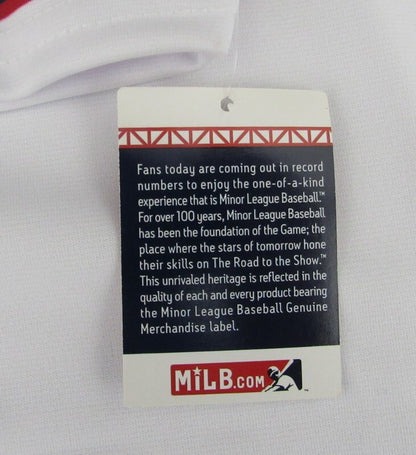 Fans today are coming out in record
numbers to enjoy the one-of-a-kind
experience that is Minor League Baseball.™
For over 100 years, Minor League Baseball
has been the foundation of the Game; the
place where the stars of tomorrow hone
their skills on The Road to the Show.™
This unrivaled heritage is reflected in the
quality of each and every product bearing
the Minor League Baseball Genuine
Merchandise label.
MiLB.COM